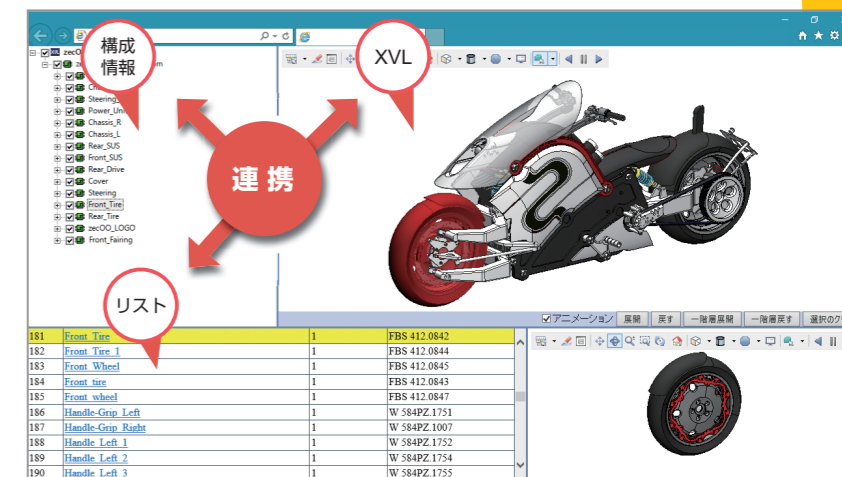 構成
情報
XVL
zecO
Steering
Power_Un
Chassis_R
Chassis_L
Rear_SUS
Front_SUS
Rear_Drive
Cover
Steering
Front_Tire
Rear_Tire
zecOO_LOGO
Front_Fairing
連携
リスト
アニメーション 展開 戻す 一階層展開 一階層戻す 選択のク
181 Front Tire 1 FBS 412.0842
182 Front Tire 1 1 FBS 412.0844
183 Front Wheel 1 FBS 412.0845
184 Front tire 1 FBS 412.0843
185 Front wheel 1 FBS 412.0847
186 Handle-Grip Left 1 W 584PZ.1751
187 Handle-Grip Right 1 W 584PZ.1007
188 Handle Left 1 1 W 584PZ.1752
189 Handle Left 2 1 W 584PZ.1754
190 Handle Left 3 1 W 584PZ.1755